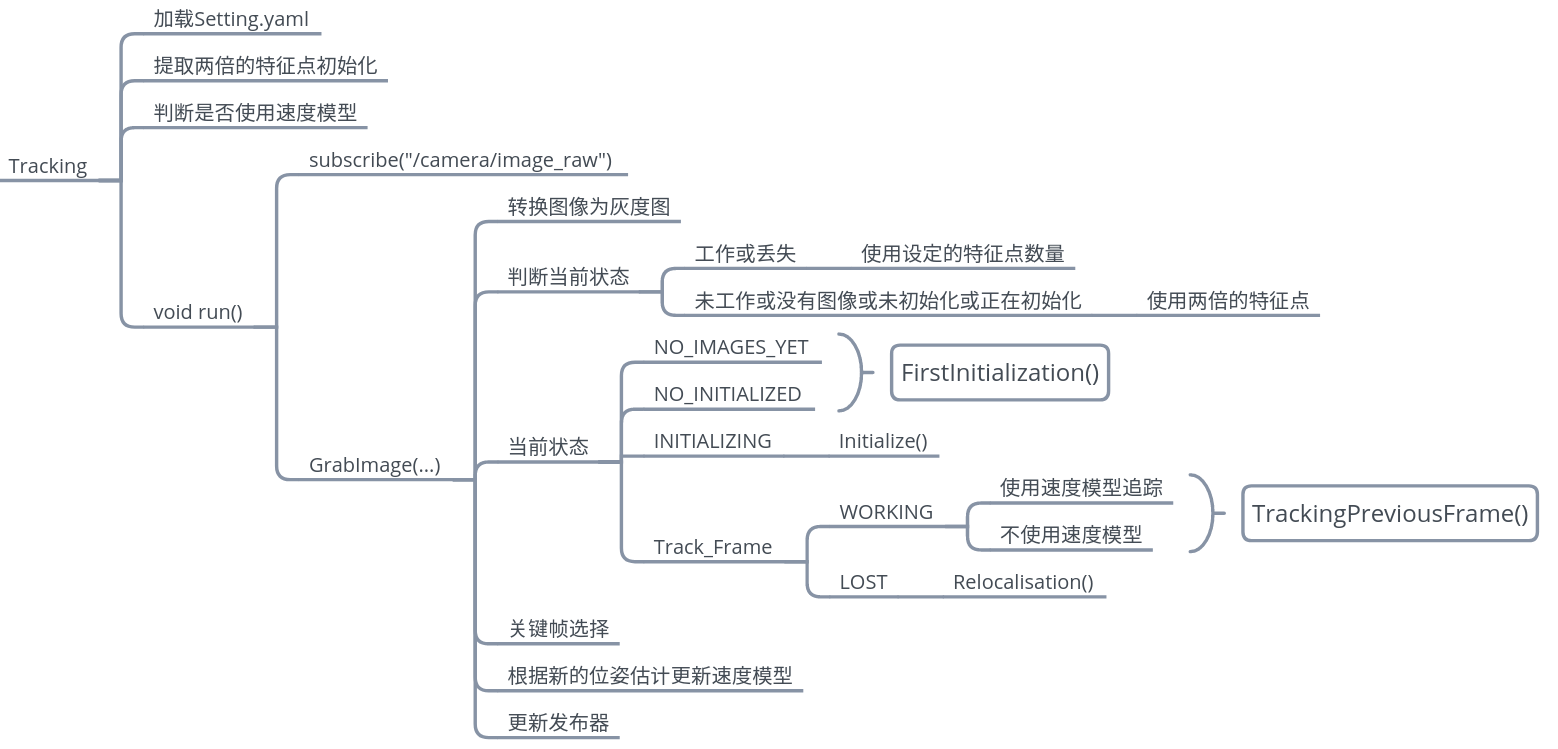 加载Setting.yaml
提取两倍的特征点初始化
判断是否使用速度模型
Tracking
subscribe("/camera/image_raw")
转换图像为灰度图
工作或丢失 使用设定的特征点数量
判断当前状态
未工作或没有图像或未初始化或正在初始化 使用两倍的特征点
void run()
NO_IMAGES_YET
FirstInitialization()
NO_INITIALIZED
当前状态
INITIALIZING Initialize()
GrabImage(...)
使用速度模型追踪
WORKING
TrackingPreviousFrame()
不使用速度模型
Track_Frame
LOST Relocalisation()
关键帧选择
根据新的位姿估计更新速度模型
更新发布器